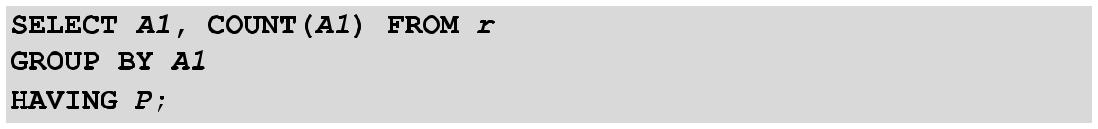 SELECT A1, COUNT(A1) FROM r
GROUP BY A1
HAVING P;